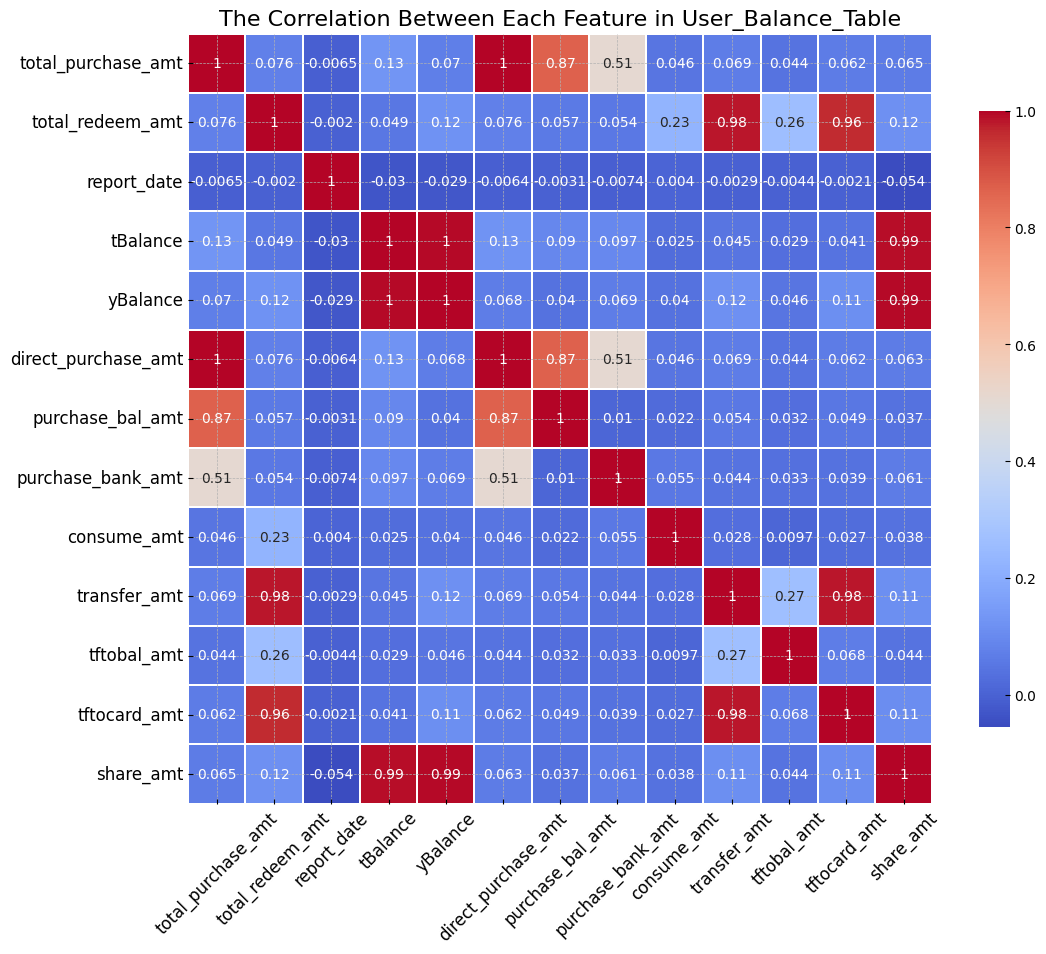 The Correlation Between Each Feature in User_Balance_Table
total_purchase_amt 1 0.076 -0.0065 0.13 0.07 1 0.87 0.51 0.046 0.069 0.044 0.062 0.065
total_redeem_amt 0.076 1 -0.002 0.049 0.12 0.076 0.057 0.054 0.23 0.98 0.26 0.96 0.12
report_date -0.0065 -0.002 1 -0.03 -0.029 -0.0064 -0.0031 -0.0074 0.004 -0.0029 -0.0044 -0.0021 -0.054
tBalance 0.13 0.049 -0.03 1 1 0.13 0.09 0.097 0.025 0.045 0.029 0.041 0.99
yBalance 0.07 0.12 -0.029 1 1 0.068 0.04 0.069 0.04 0.12 0.046 0.11 0.99
direct_purchase_amt 1 0.076 -0.0064 0.13 0.068 1 0.87 0.51 0.046 0.069 0.044 0.062 0.063
purchase_bal_amt 0.87 0.057 -0.0031 0.09 0.04 0.87 1 0.01 0.022 0.054 0.032 0.049 0.037
purchase_bank_amt 0.51 0.054 -0.0074 0.097 0.069 0.51 0.01 1 0.055 0.044 0.033 0.039 0.061
consume_amt 0.046 0.23 0.004 0.025 0.04 0.046 0.022 0.055 1 0.028 0.0097 0.027 0.038
transfer_amt 0.069 0.98 -0.0029 0.045 0.12 0.069 0.054 0.044 0.028 1 0.27 0.98 0.11
tftobal_amt 0.044 0.26 -0.0044 0.029 0.046 0.044 0.032 0.033 0.0097 0.27 1 0.068 0.044
tftocard_amt 0.062 0.96 -0.0021 0.041 0.11 0.062 0.049 0.039 0.027 0.98 0.068 1 0.11
share_amt 0.065 0.12 -0.054 0.99 0.99 0.063 0.037 0.061 0.038 0.11 0.044 0.11 1
total_purchase_amt
total_redeem_amt
report_date
tBalance
yBalance
direct_purchase_amt
purchase_bal_amt
purchase_bank_amt
consume_amt
transfer_amt
tftobal_amt
tftocard_amt
share_amt
1.0
0.8
0.6
0.4
0.2
0.0